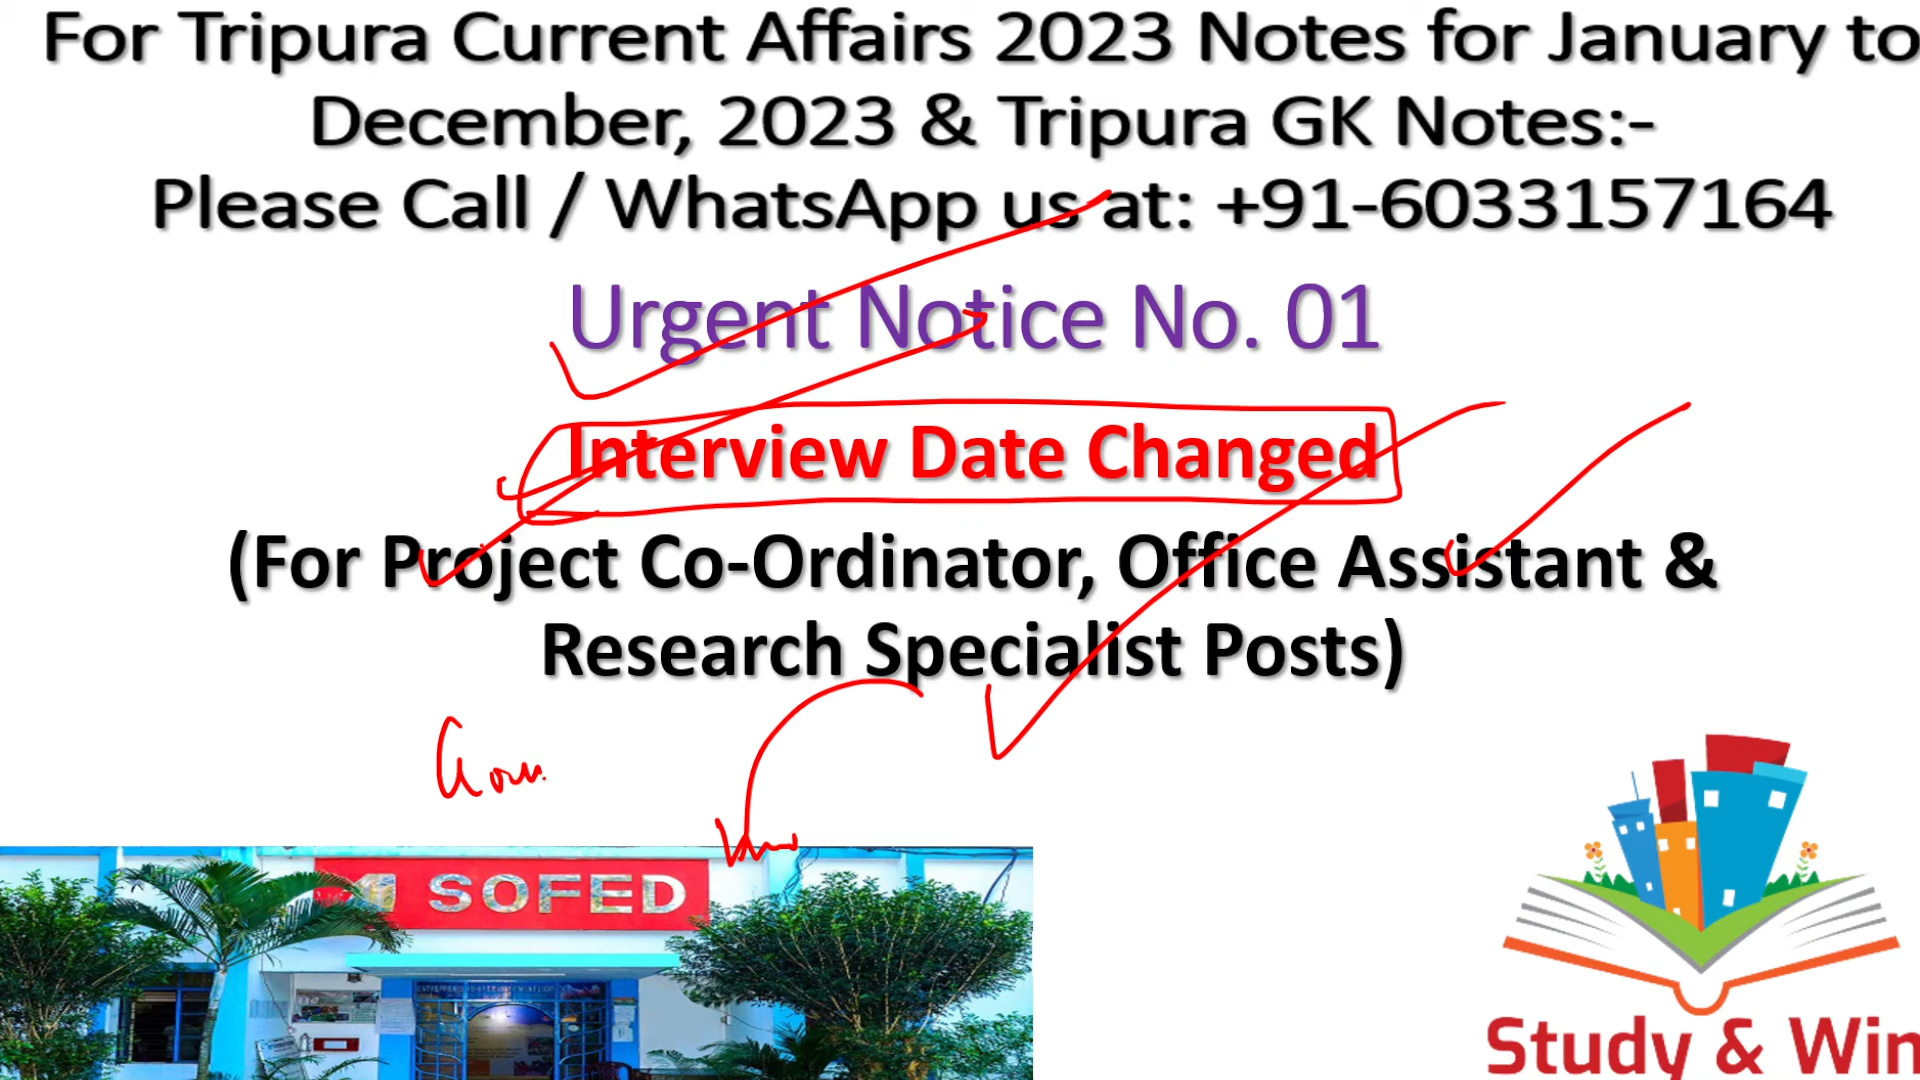 For Tripura Current Affairs 2023 Notes for January to
December, 2023 & Tripura GK Notes:-
Please Call / WhatsApp us at: +91-6033157164
Urgent Notice No. 01
Interview Date Changed
(For Project Co-Ordinator, Office Assistant &
Research Specialist Posts)
SOFED
Study & Win